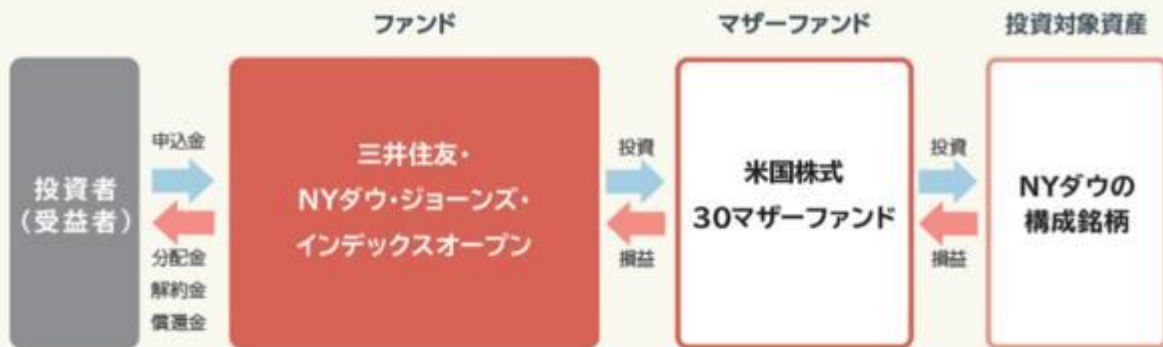 ファンド
マザーファンド
投資対象資産
投資者
(受益者)
申込金
分配金
解約金
償還金
三井住友・
NYダウ・ジョーンズ・
インデックスオープン
投資
損益
米国株式
30マザーファンド
投資
損益
NYダウの
構成銘柄